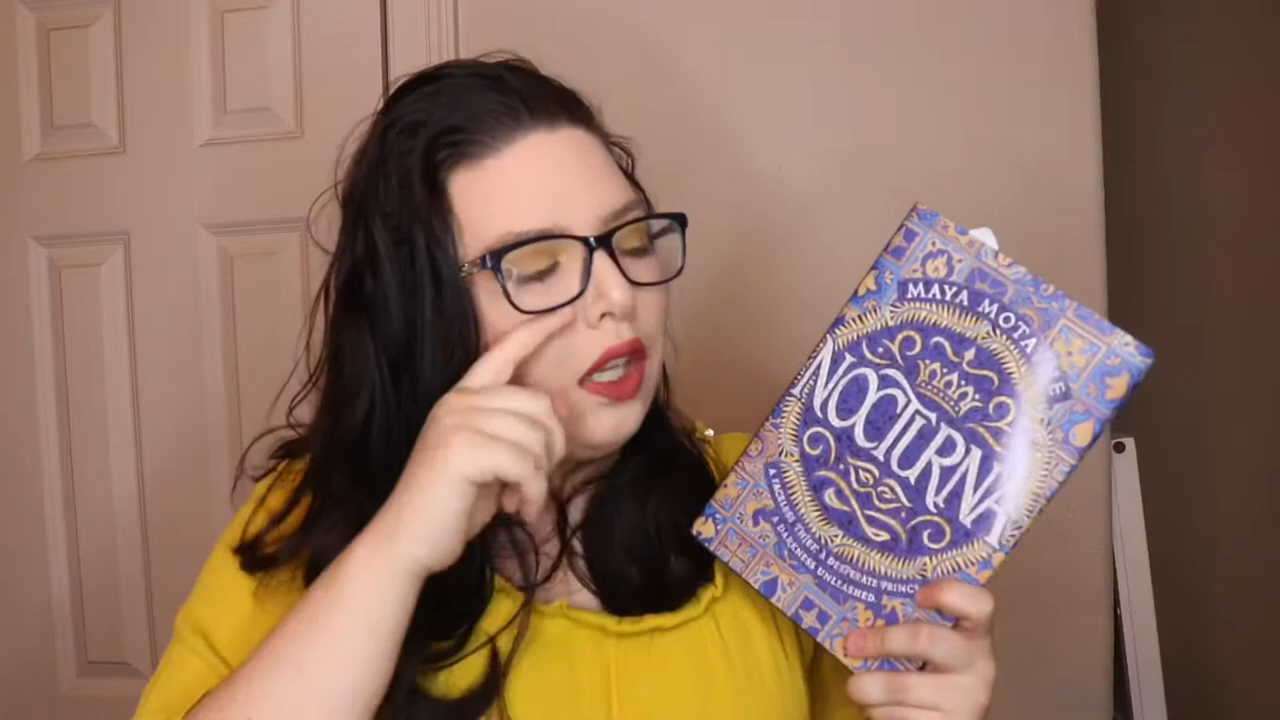 MAYA MOTA
NOCTURNA
A FACELESS THIEF. A DESPERATE PRINC
A DARKNESS UNLEASHED.